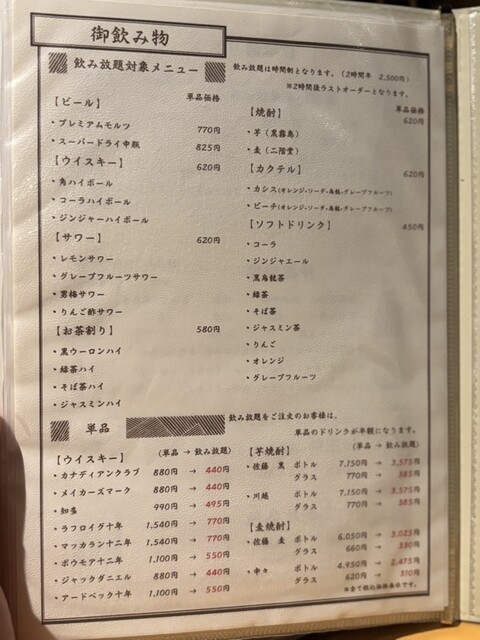 御飲み物
飲み放題対象メニュー
飲み放題は時間制となります。(2時間半 2,500円)
※2時間後ラストオーダーとなります。
単品価格
【ビール】
・プレミアムモルツ 770円
・スーパードライ中瓶 825円
【ウイスキー】 620円
・角ハイボール
・コーラハイボール
・ジンジャーハイボール
【サワー】 620円
・レモンサワー
・グレープフルーツサワー
・男梅サワー
・りんご酢サワー
【お茶割り】 580円
・黒ウーロンハイ
・緑茶ハイ
・そば茶ハイ
・ジャスミンハイ
単品価格
【焼酎】 620円
・芋(黒霧島)
・麦(二階堂)
【カクテル】 620円
・カシス(オレンジ・ソーダ・烏龍・グレープフルーツ)
・ピーチ(オレンジ・ソーダ・烏龍・グレープフルーツ)
【ソフトドリンク】 450円
・コーラ
・ジンジャエール
・黒烏龍茶
・緑茶
・そば茶
・ジャスミン茶
・りんご
・オレンジ
・グレープフルーツ
単品
飲み放題をご注文のお客様は、
単品のドリンクが半額になります。
(単品 → 飲み放題)
【ウイスキー】
・カナディアンクラブ 880円 → 440円
・メイカーズマーク 880円 → 440円
・知多 990円 → 495円
・ラフロイグ十年 1,540円 → 770円
・マッカラン十二年 1,540円 → 770円
・ボウモア十二年 1,100円 → 550円
・ジャックダニエル 880円 → 440円
・アードベック十年 1,100円 → 550円
(単品 → 飲み放題)
【芋焼酎】
・佐藤 黒 ボトル 7,150円 → 3,575円
グラス 770円 → 385円
・川越 ボトル 7,150円 → 3,575円
グラス 770円 → 385円
【麦焼酎】
・佐藤 麦 ボトル 6,050円 → 3,025円
グラス 660円 → 330円
・中々 ボトル 4,950円 → 2,475円
グラス 620円 → 310円
※全て税込価格表示です。